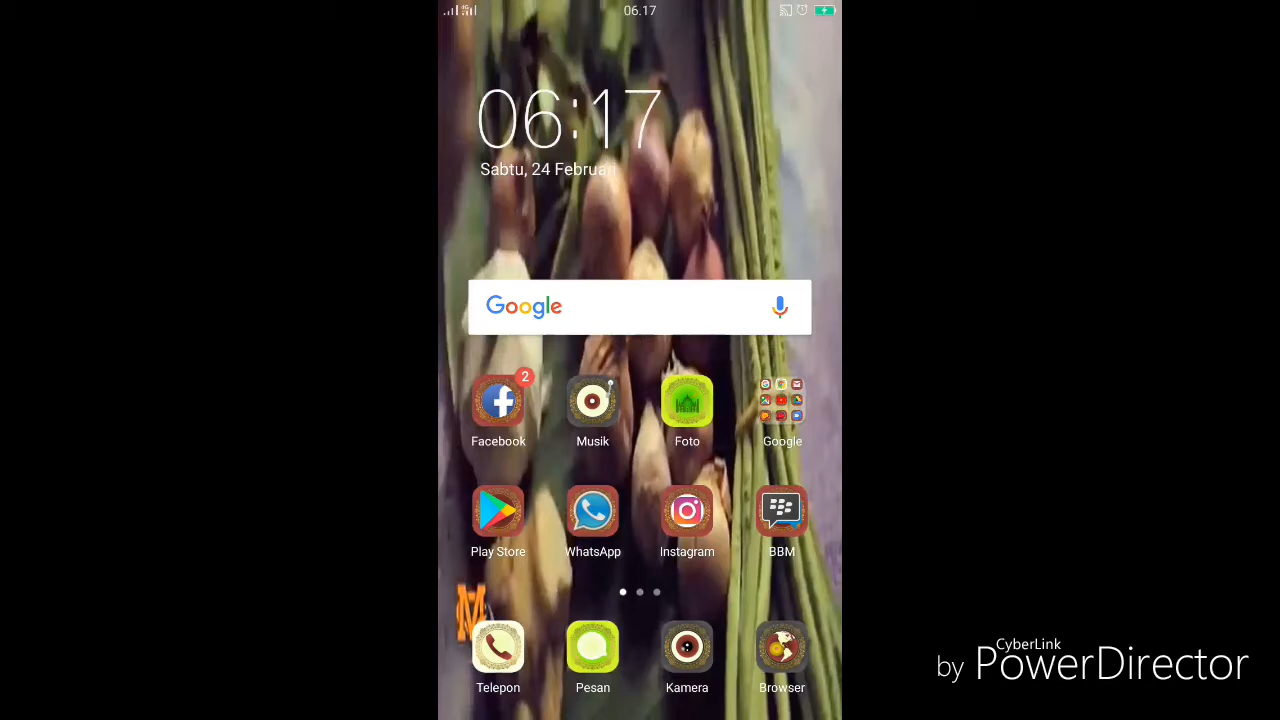 06.17
06:17
Sabtu, 24 Februari
Google
2
Facebook
Musik
Foto
Google
Play Store
WhatsApp
Instagram
BBM
M
Telepon
Pesan
Kamera
Browser
CyberLink
by PowerDirector